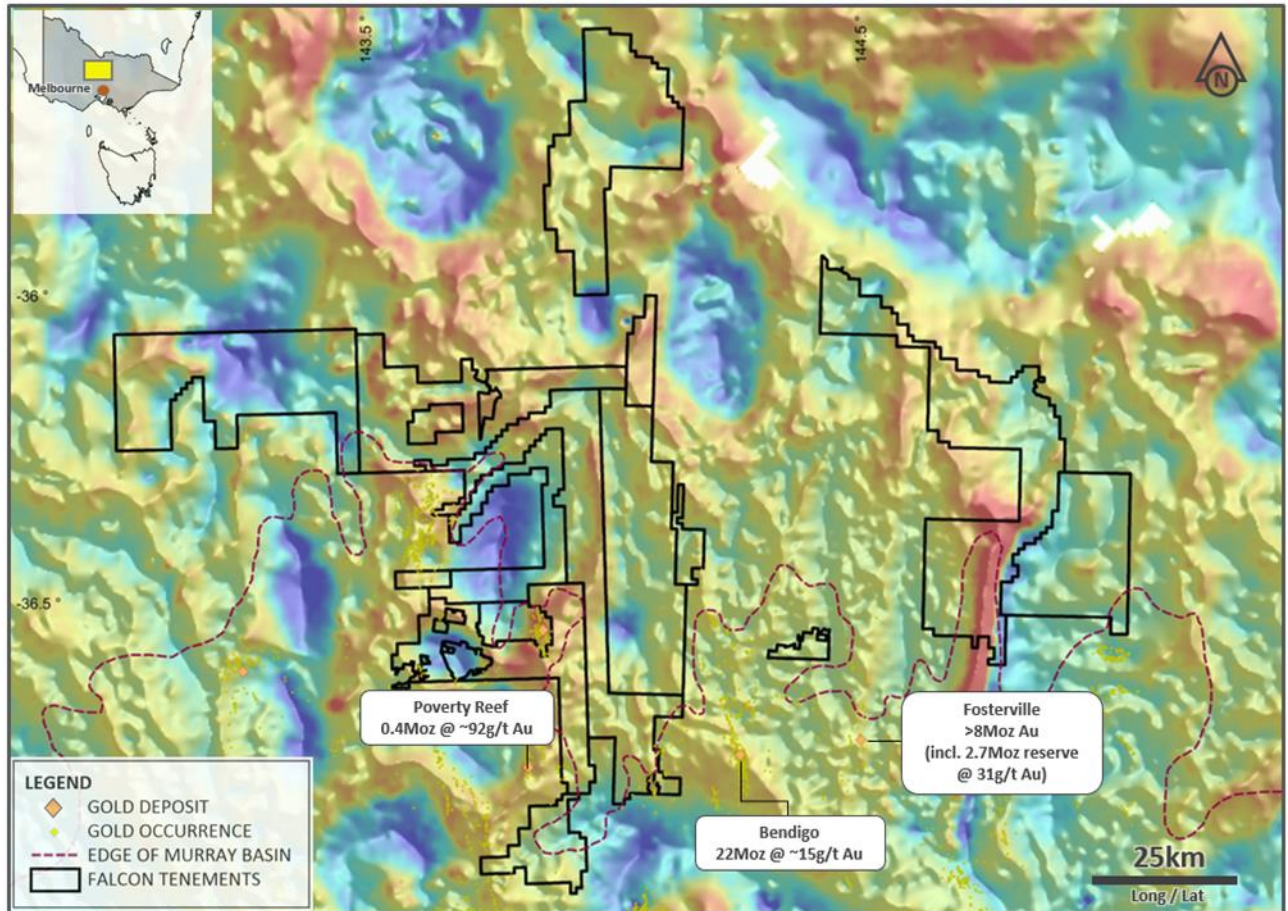 143.5°
144.5°
N
Melbourne
-36°
-36.5°
Poverty Reef
0.4Moz @ ~92g/t Au
Fosterville
>8Moz Au
(incl. 2.7Moz reserve
@ 31g/t Au)
Bendigo
22Moz @ ~15g/t Au
LEGEND
GOLD DEPOSIT
GOLD OCCURRENCE
EDGE OF MURRAY BASIN
FALCON TENEMENTS
25km
Long / Lat